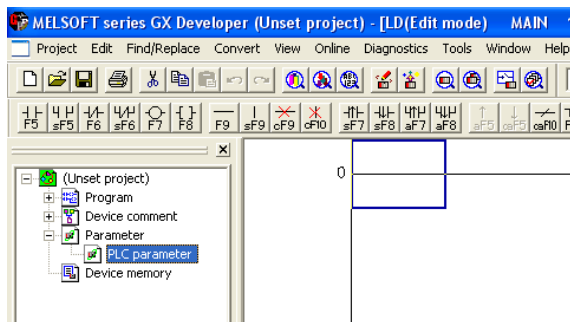 MELSOFT series GX Developer (Unset project) - [LD(Edit mode) MAIN
Project Edit Find/Replace Convert View Online Diagnostics Tools Window Help
F5 sF5 F6 sF6 F7 F8 F9 sF9 cF9 cF10 sF7 sF8 aF7 aF8 aF5 caF5 caF10
(Unset project)
0
Program
Device comment
Parameter
PLC parameter
Device memory